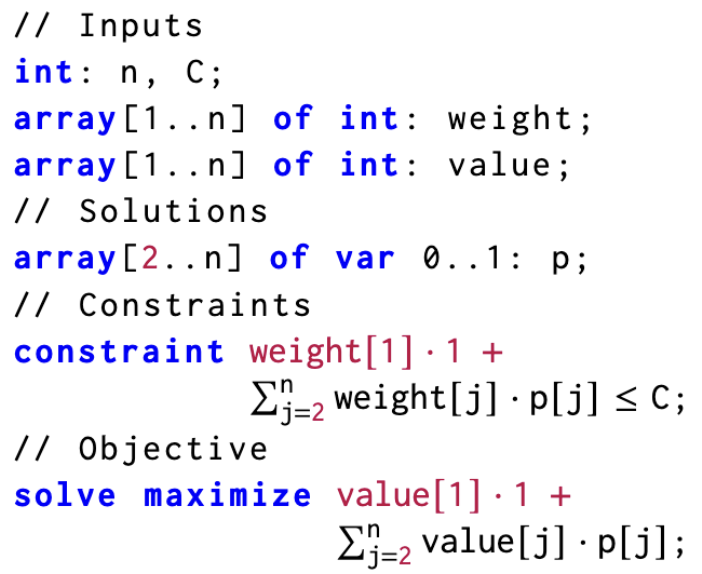 // Inputs
int: n, C;
array[1..n] of int: weight;
array[1..n] of int: value;
// Solutions
array[2..n] of var 0..1: p;
// Constraints
constraint weight[1]·1 +
∑ⁿⱼ₌₂ weight[j]·p[j] ≤ C;
// Objective
solve maximize value[1]·1 +
∑ⁿⱼ₌₂ value[j]·p[j];